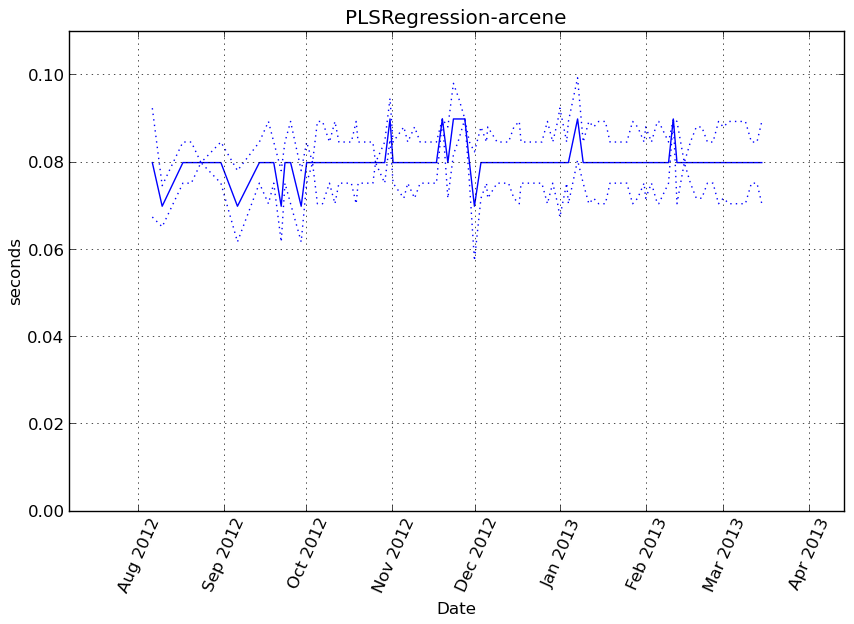 PLSRegression-arcene
0.10
0.08
0.06
0.04
0.02
0.00
seconds
Aug 2012
Sep 2012
Oct 2012
Nov 2012
Dec 2012
Jan 2013
Feb 2013
Mar 2013
Apr 2013
Date